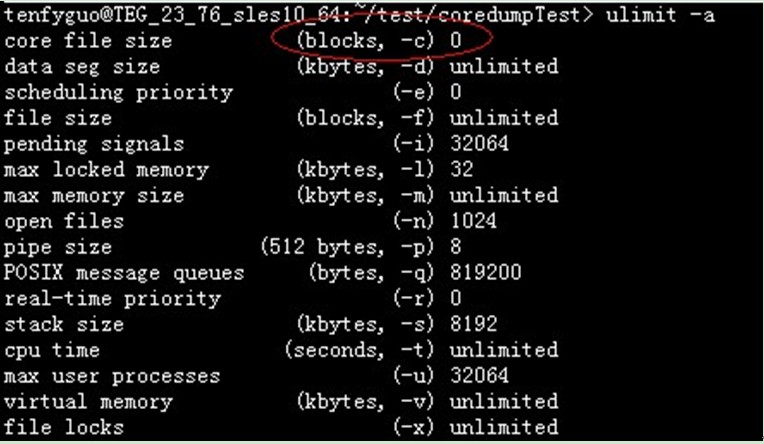 tenfyguo@TEG_23_76_sles10_64:~/test/coredumpTest> ulimit -a
core file size (blocks, -c) 0
data seg size (kbytes, -d) unlimited
scheduling priority (-e) 0
file size (blocks, -f) unlimited
pending signals (-i) 32064
max locked memory (kbytes, -l) 32
max memory size (kbytes, -m) unlimited
open files (-n) 1024
pipe size (512 bytes, -p) 8
POSIX message queues (bytes, -q) 819200
real-time priority (-r) 0
stack size (kbytes, -s) 8192
cpu time (seconds, -t) unlimited
max user processes (-u) 32064
virtual memory (kbytes, -v) unlimited
file locks (-x) unlimited